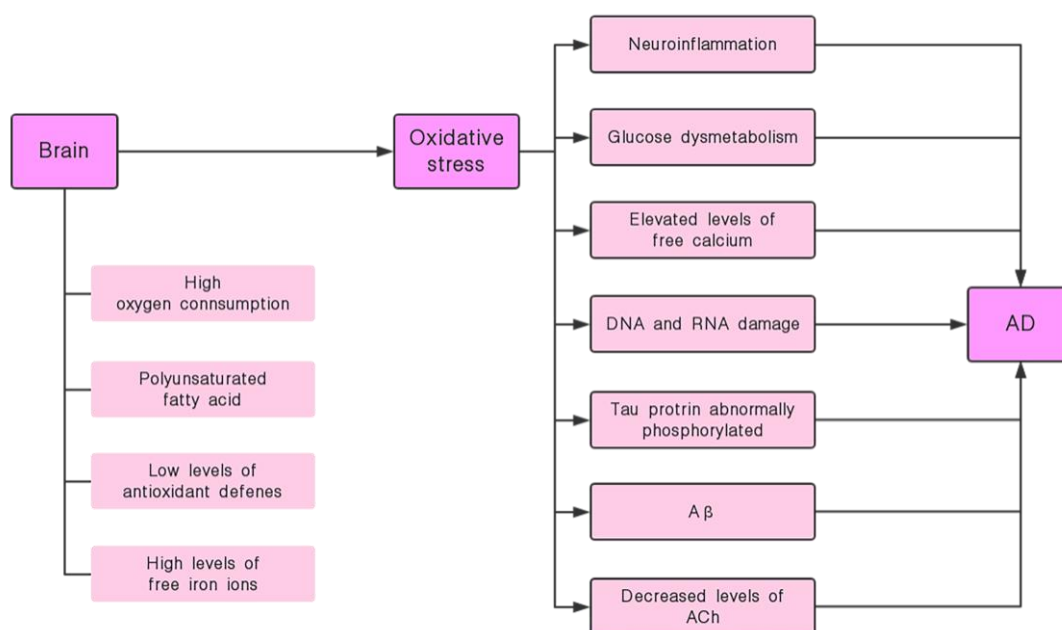 Brain
High
oxygen connsumption
Polyunsaturated
fatty acid
Low levels of
antioxidant defenes
High levels of
free iron ions
Oxidative
stress
Neuroinflammation
Glucose dysmetabolism
Elevated levels of
free calcium
DNA and RNA damage
Tau protrin abnormally
phosphorylated
Aβ
Decreased levels of
ACh
AD